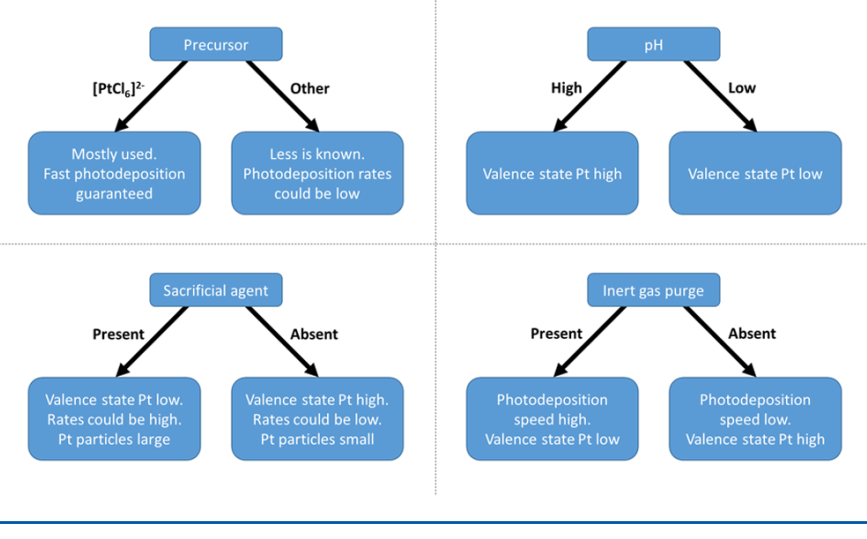 Precursor
[PtCl₆]²⁻
Other
Mostly used.
Fast photodeposition
guaranteed
Less is known.
Photodeposition rates
could be low
pH
High
Low
Valence state Pt high
Valence state Pt low
Sacrificial agent
Present
Absent
Valence state Pt low.
Rates could be high.
Pt particles large
Valence state Pt high.
Rates could be low.
Pt particles small
Inert gas purge
Present
Absent
Photodeposition
speed high.
Valence state Pt low
Photodeposition
speed low.
Valence state Pt high